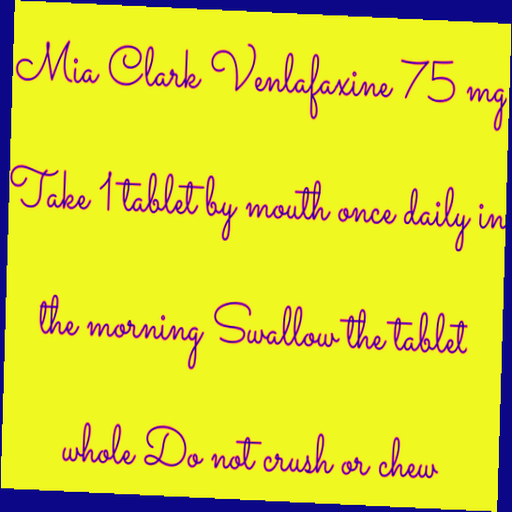 Mia Clark Venlafaxine 75 mg
Take 1 tablet by mouth once daily in
the morning Swallow the tablet
whole Do not crush or chew